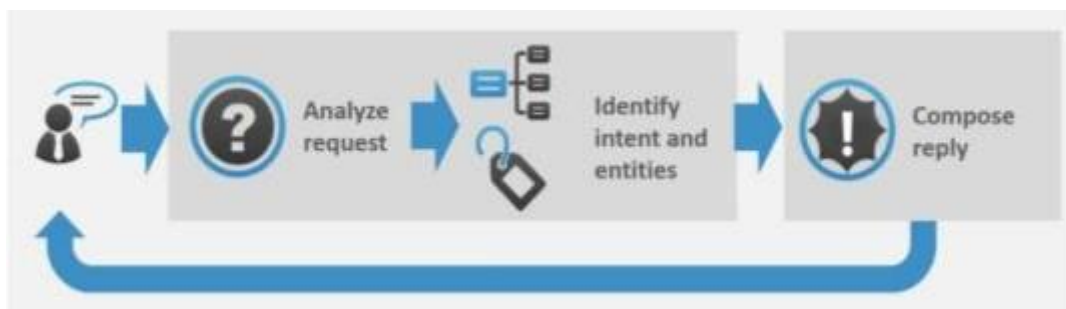 Analyze
request
Identify
intent and
entities
Compose
reply